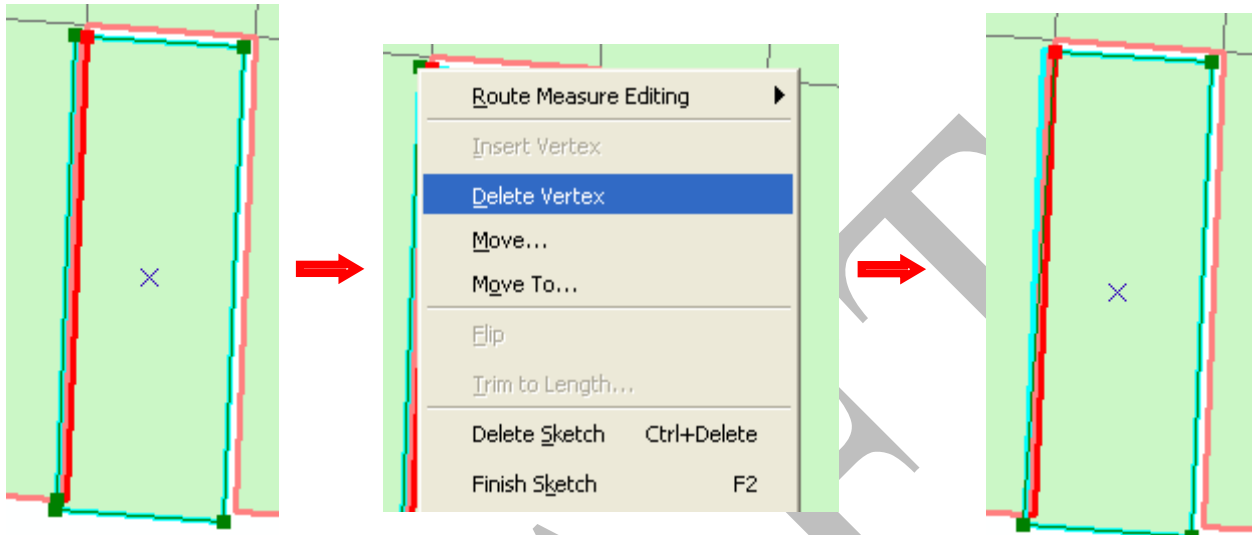 Route Measure Editing
Insert Vertex
Delete Vertex
Move...
Move To...
Flip
Trim to Length...
Delete Sketch Ctrl+Delete
Finish Sketch F2